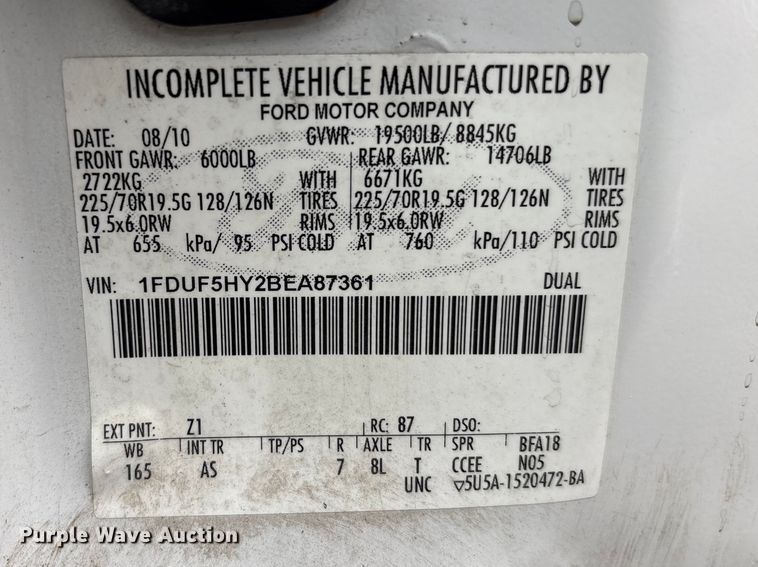 INCOMPLETE VEHICLE MANUFACTURED BY
FORD MOTOR COMPANY
DATE: 08/10 GVWR: 19500LB/ 8845KG
FRONT GAWR: 6000LB REAR GAWR: 14706LB
2722KG WITH 6671KG WITH
225/70R19.5G 128/126N TIRES 225/70R19.5G 128/126N TIRES
19.5x6.0RW RIMS 19.5x6.0RW RIMS
AT 655 kPa/ 95 PSI COLD AT 760 kPa/110 PSI COLD
VIN: 1FDUF5HY2BEA87361 DUAL
EXT PNT: Z1 RC: 87 DSO:
WB INT TR TP/PS R AXLE TR SPR BFA18
165 AS 7 8L T CCEE N05
UNC ▽5U5A-1520472-BA
Purple Wave Auction